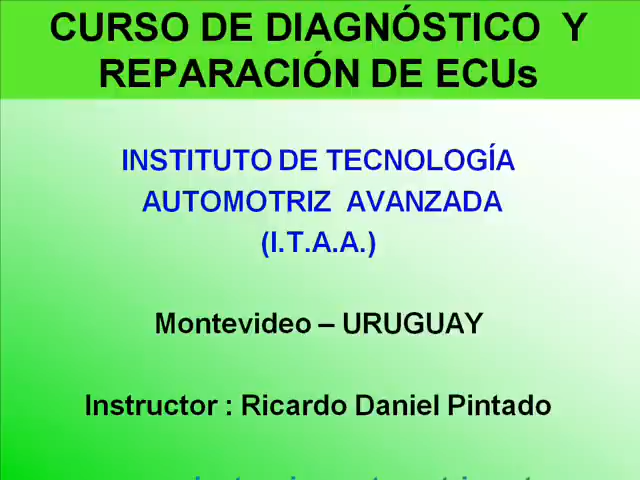 CURSO DE DIAGNÓSTICO Y
REPARACIÓN DE ECUs
INSTITUTO DE TECNOLOGÍA
AUTOMOTRIZ AVANZADA
(I.T.A.A.)
Montevideo – URUGUAY
Instructor : Ricardo Daniel Pintado